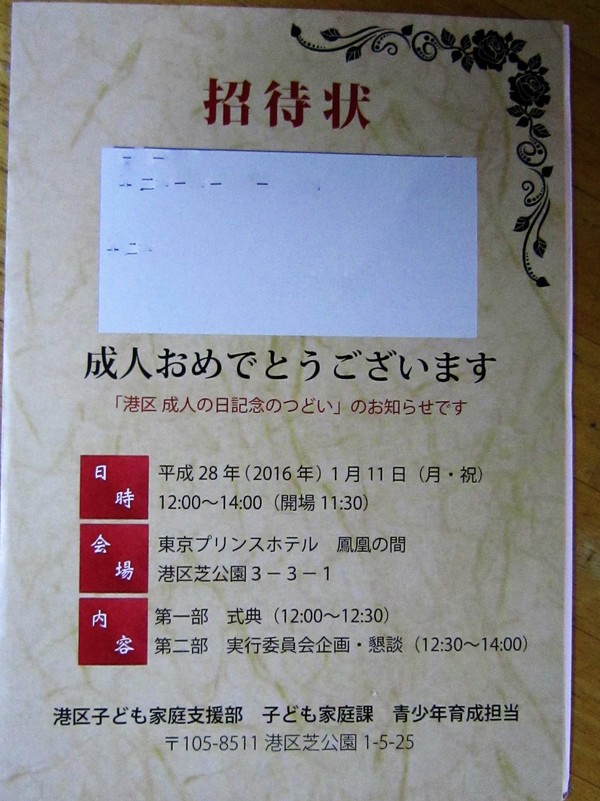 招待状
成人おめでとうございます
「港区 成人の日記念のつどい」のお知らせです
日時
平成28年（2016年）1月11日（月・祝）
12:00～14:00（開場11:30）
会場
東京プリンスホテル　鳳凰の間
港区芝公園３－３－１
内容
第一部　式典（12:00～12:30）
第二部　実行委員会企画・懇談（12:30～14:00）
港区子ども家庭支援部　子ども家庭課　青少年育成担当
〒105-8511 港区芝公園 1-5-25